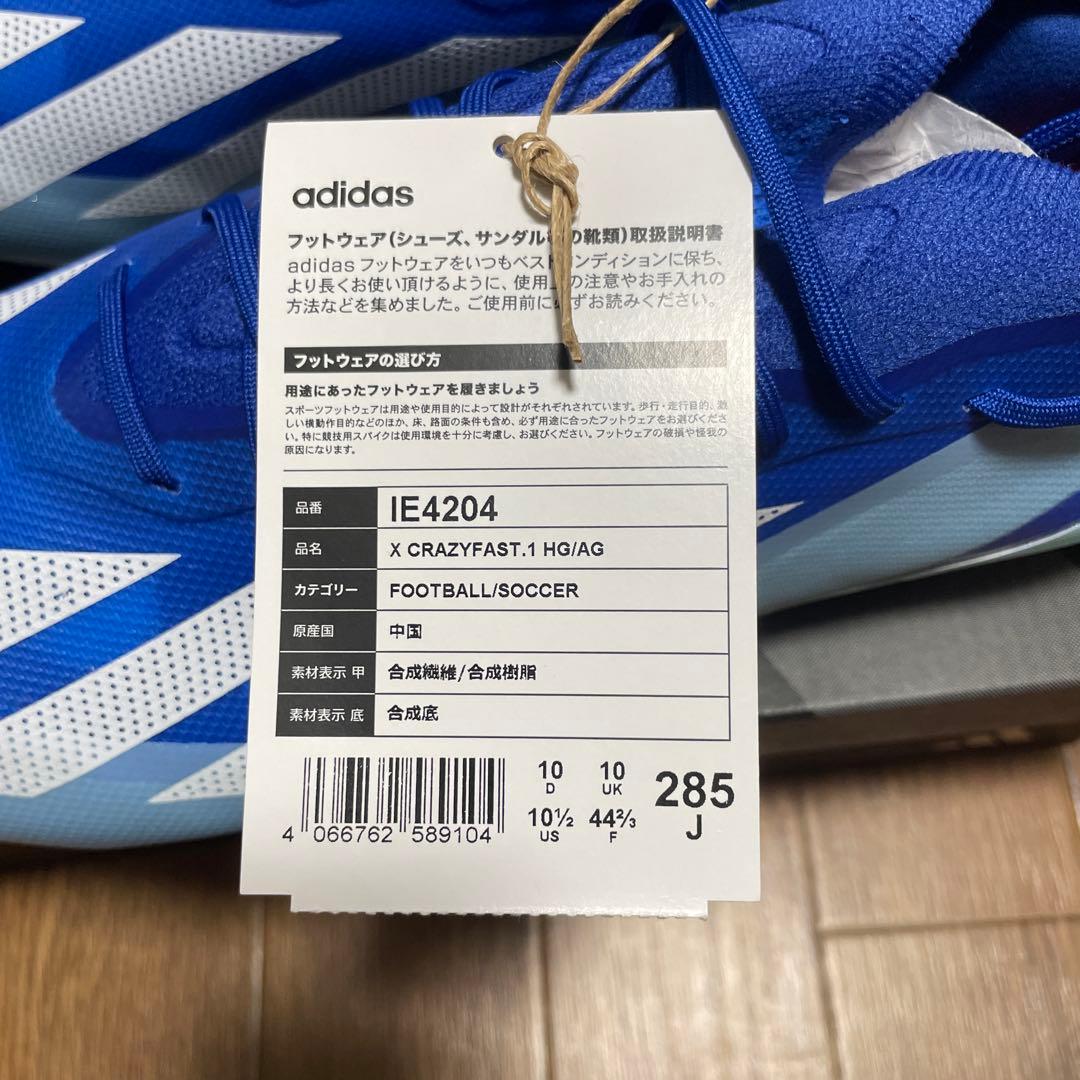 adidas
フットウェア(シューズ、サンダル の靴類)取扱説明書
adidas フットウェアをいつもベスト ンディションに保ち、
より長くお使い頂けるように、使用上の注意やお手入れの
方法などを集めました。ご使用前に必ずお読みください。
フットウェアの選び方
用途にあったフットウェアを履きましょう
スポーツフットウェアは用途や使用目的によって設計がそれぞれされています。歩行・走行目的、激
しい横動作目的などのほか、床、路面の条件も含め、必ず用途に合ったフットウェアをお選びくださ
い。特に競技用スパイクは使用環境を十分に考慮し、お選びください。フットウェアの破損や怪我の
原因になります。
品番 IE4204
品名 X CRAZYFAST.1 HG/AG
カテゴリー FOOTBALL/SOCCER
原産国 中国
素材表示 甲 合成繊維/合成樹脂
素材表示 底 合成底
10 10 285
D UK J
10½ 44⅔
US F
4 066762 589104